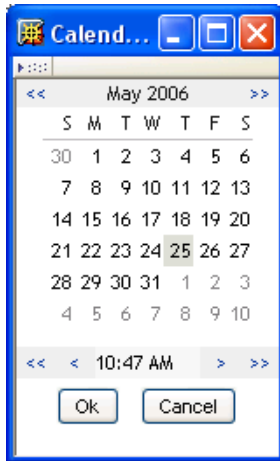 Calend...
<< May 2006 >>
S M T W T F S
30 1 2 3 4 5 6
7 8 9 10 11 12 13
14 15 16 17 18 19 20
21 22 23 24 25 26 27
28 29 30 31 1 2 3
4 5 6 7 8 9 10
<< < 10:47 AM > >>
Ok Cancel